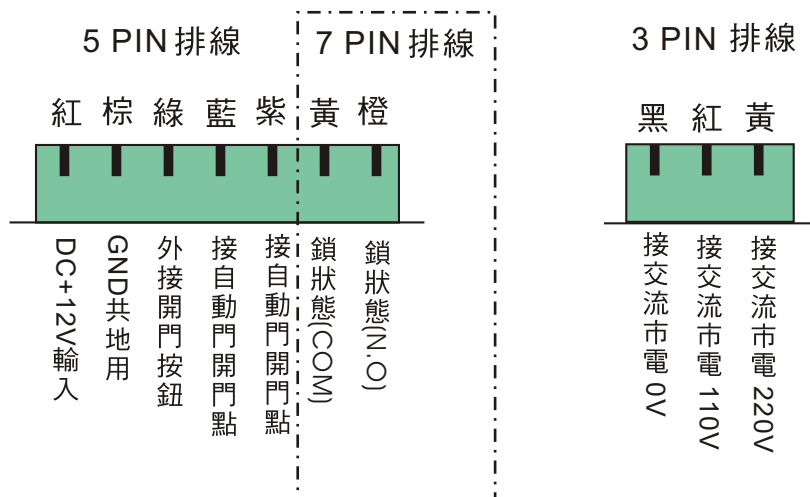 5 PIN 排線
7 PIN 排線
3 PIN 排線
紅 棕 綠 藍 紫 黃 橙
黑 紅 黃
DC+12V輸入
GND共地用
外接開門按鈕
接自動門開門點
接自動門開門點
鎖狀態(COM)
鎖狀態(N.O)
接交流市電 0V
接交流市電 110V
接交流市電 220V